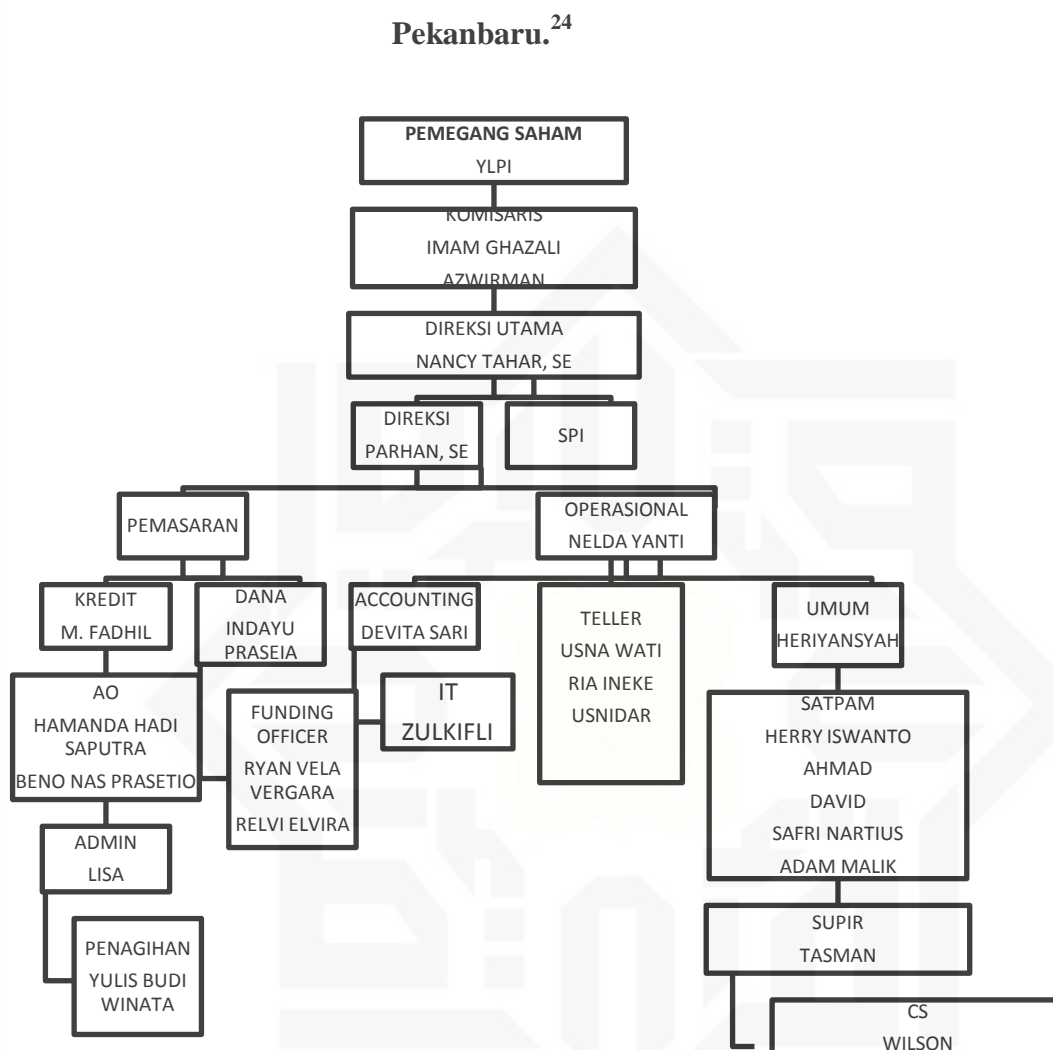 Pekanbaru.24
PEMEGANG SAHAM
YLPI
KOMISARIS
IMAM GHAZALI
AZWIRMAN
DIREKSI UTAMA
NANCY TAHAR, SE
DIREKSI
PARHAN, SE
SPI
PEMASARAN
OPERASIONAL
NELDA YANTI
KREDIT
M. FADHIL
DANA
INDAYU
PRASEIA
ACCOUNTING
DEVITA SARI
TELLER
USNA WATI
RIA INEKE
USNIDAR
UMUM
HERIYANSYAH
AO
HAMANDA HADI
SAPUTRA
BENO NAS PRASETIO
FUNDING
OFFICER
RYAN VELA
VERGARA
RELVI ELVIRA
IT
ZULKIFLI
SATPAM
HERRY ISWANTO
AHMAD
DAVID
SAFRI NARTIUS
ADAM MALIK
ADMIN
LISA
PENAGIHAN
YULIS BUDI
WINATA
SUPIR
TASMAN
CS
WILSON